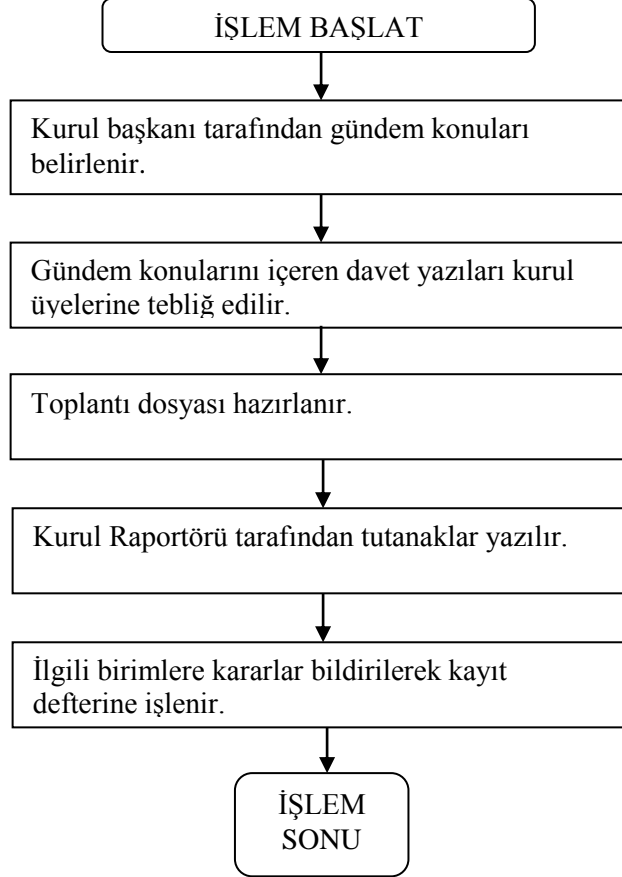 İŞLEM BAŞLAT
Kurul başkanı tarafından gündem konuları
belirlenir.
Gündem konularını içeren davet yazıları kurul
üyelerine tebliğ edilir.
Toplantı dosyası hazırlanır.
Kurul Raportörü tarafından tutanaklar yazılır.
İlgili birimlere kararlar bildirilerek kayıt
defterine işlenir.
İŞLEM
SONU